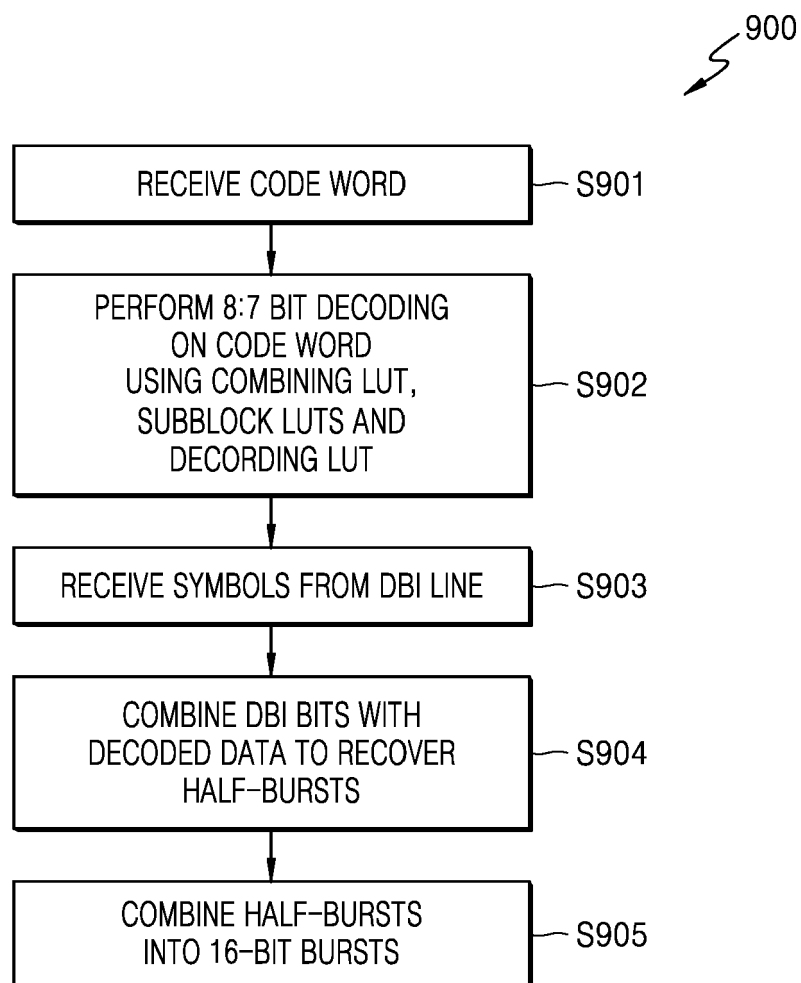 900
RECEIVE CODE WORD
S901
PERFORM 8:7 BIT DECODING
ON CODE WORD
USING COMBINING LUT,
SUBBLOCK LUTS AND
DECORDING LUT
S902
RECEIVE SYMBOLS FROM DBI LINE
S903
COMBINE DBI BITS WITH
DECODED DATA TO RECOVER
HALF-BURSTS
S904
COMBINE HALF-BURSTS
INTO 16-BIT BURSTS
S905